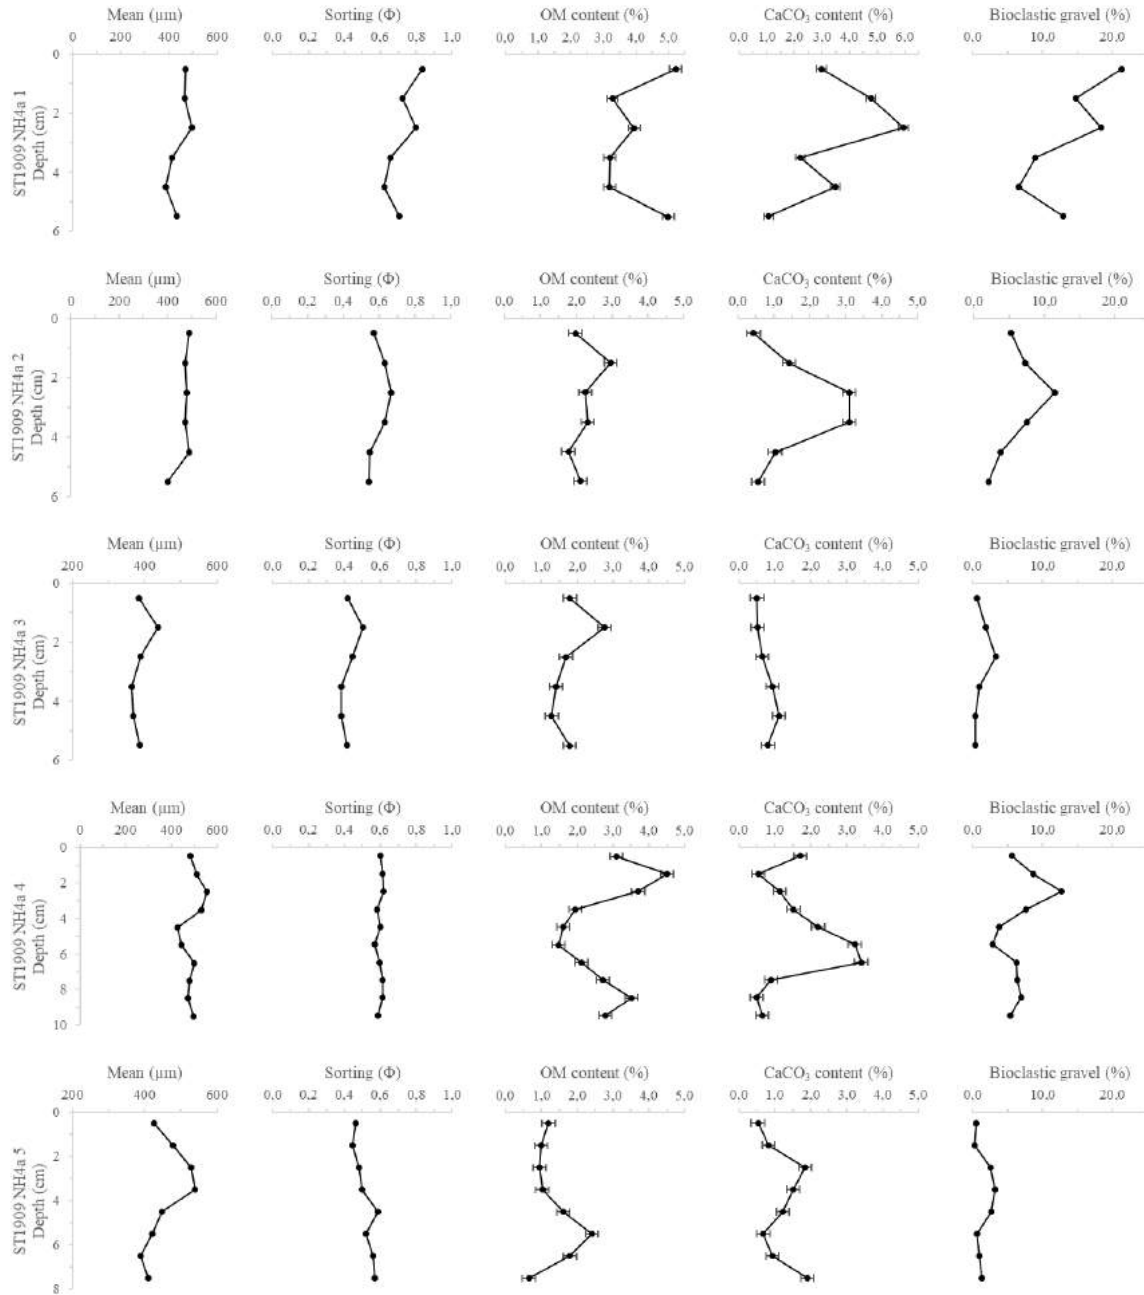 Mean (µm) Sorting (Φ) OM content (%) CaCO₃ content (%) Bioclastic gravel (%)
0 200 400 600 0.0 0.2 0.4 0.6 0.8 1.0 0,0 1,0 2,0 3,0 4,0 5,0 0,0 1,0 2,0 3,0 4,0 5,0 6,0 0.0 10.0 20.0
ST1909 NH4a 1
Depth (cm)
0
2
4
6
Mean (µm) Sorting (Φ) OM content (%) CaCO₃ content (%) Bioclastic gravel (%)
0 200 400 600 0.0 0.2 0.4 0.6 0.8 1.0 0,0 1,0 2,0 3,0 4,0 5,0 0.0 1.0 2.0 3.0 4.0 5.0 0.0 10.0 20.0
ST1909 NH4a 2
Depth (cm)
0
2
4
6
Mean (µm) Sorting (Φ) OM content (%) CaCO₃ content (%) Bioclastic gravel (%)
200 400 600 0.0 0.2 0.4 0.6 0.8 1.0 0,0 1,0 2,0 3,0 4,0 5,0 0.0 1.0 2.0 3.0 4.0 5.0 0.0 10.0 20.0
ST1909 NH4a 3
Depth (cm)
0
2
4
6
Mean (µm) Sorting (Φ) OM content (%) CaCO₃ content (%) Bioclastic gravel (%)
0 200 400 600 0.0 0.2 0.4 0.6 0.8 1.0 0,0 1,0 2,0 3,0 4,0 5,0 0.0 1.0 2.0 3.0 4.0 5.0 0.0 10.0 20.0
ST1909 NH4a 4
Depth (cm)
0
2
4
6
8
10
Mean (µm) Sorting (Φ) OM content (%) CaCO₃ content (%) Bioclastic gravel (%)
200 400 600 0.0 0.2 0.4 0.6 0.8 1.0 0,0 1,0 2,0 3,0 4,0 5,0 0.0 1.0 2.0 3.0 4.0 5.0 0.0 10.0 20.0
ST1909 NH4a 5
Depth (cm)
0
2
4
6
8